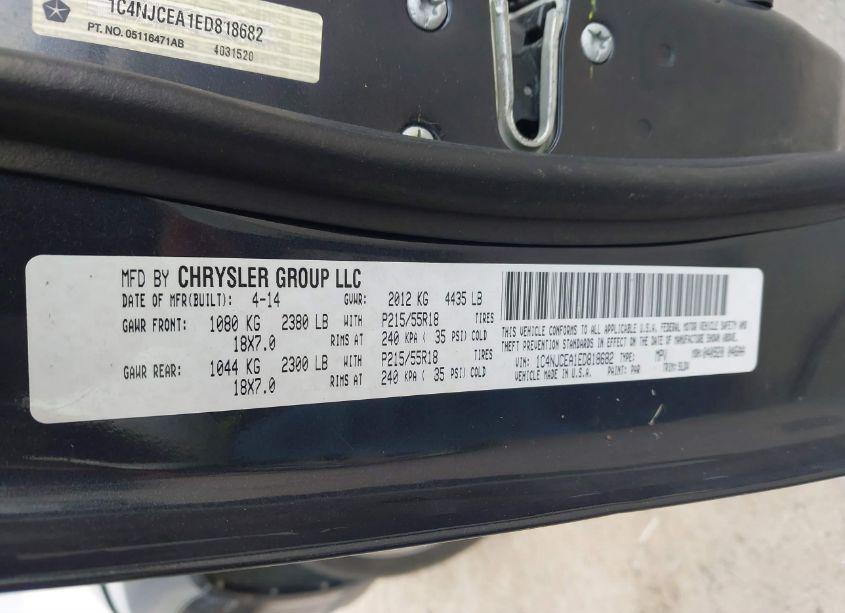 1C4NJCEA1ED818682
PT. NO. 05116471AB 4031520
MFD BY CHRYSLER GROUP LLC
DATE OF MFR(BUILT): 4-14 GVWR: 2012 KG 4435 LB
GAWR FRONT: 1080 KG 2380 LB WITH P215/55R18 TIRES
18X7.0 RIMS AT 240 KPA ( 35 PSI) COLD
GAWR REAR: 1044 KG 2300 LB WITH P215/55R18 TIRES
18X7.0 RIMS AT 240 KPA ( 35 PSI) COLD
THIS VEHICLE CONFORMS TO ALL APPLICABLE U.S.A. FEDERAL MOTOR VEHICLE SAFETY AND
THEFT PREVENTION STANDARDS IN EFFECT ON THE DATE OF MANUFACTURE SHOWN ABOVE.
VIN: 1C4NJCEA1ED818682 TYPE: MPV MDH:
VEHICLE MADE IN U.S.A. PAINT: PAR TRIM: